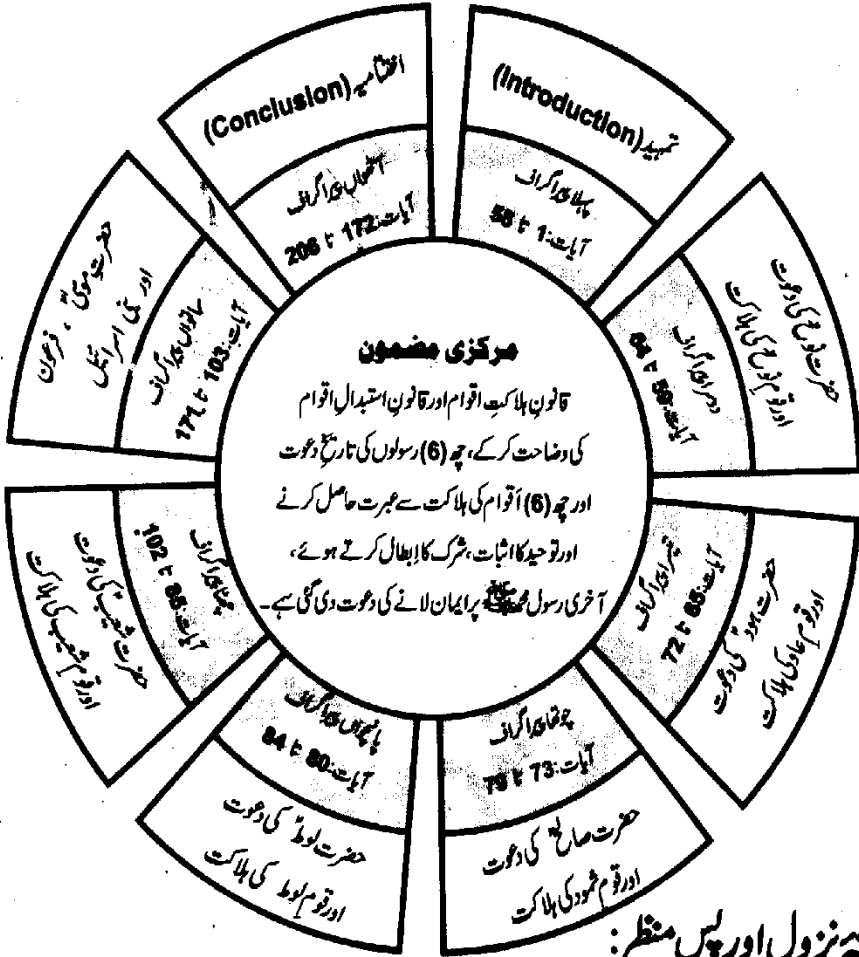 تمہید (Introduction)
پہلا پیراگراف
آیات: 1 تا 58
حضرت نوحؑ کی دعوت
اور قومِ نوحؑ کی ہلاکت
دوسرا پیراگراف
آیات: 59 تا 64
حضرت ہودؑ کی دعوت
اور قومِ عاد کی ہلاکت
تیسرا پیراگراف
آیات: 65 تا 72
چوتھا پیراگراف
آیات: 73 تا 79
حضرت صالحؑ کی دعوت
اور قومِ ثمود کی ہلاکت
پانچواں پیراگراف
آیات: 80 تا 84
حضرت لوطؑ کی دعوت
اور قومِ لوط کی ہلاکت
چھٹا پیراگراف
آیات: 85 تا 102
حضرت شعیبؑ کی دعوت
اور قومِ شعیبؑ کی ہلاکت
حضرت موسیٰؑ، فرعون
اور بنی اسرائیل
ساتواں پیراگراف
آیات: 103 تا 171
اختتامیہ (Conclusion)
آٹھواں پیراگراف
آیات: 172 تا 206
مرکزی مضمون
قانونِ ہلاکتِ اقوام اور قانونِ استبدالِ اقوام
کی وضاحت کر کے، چھ (6) رسولوں کی تاریخِ دعوت
اور چھ (6) اَقوام کی ہلاکت سے عبرت حاصل کرنے
اور توحید کا اثبات، شرک کا اِبطال کرتے ہوئے،
آخری رسول محمد ﷺ پر ایمان لانے کی دعوت دی گئی ہے۔
نزول اور پس منظر: